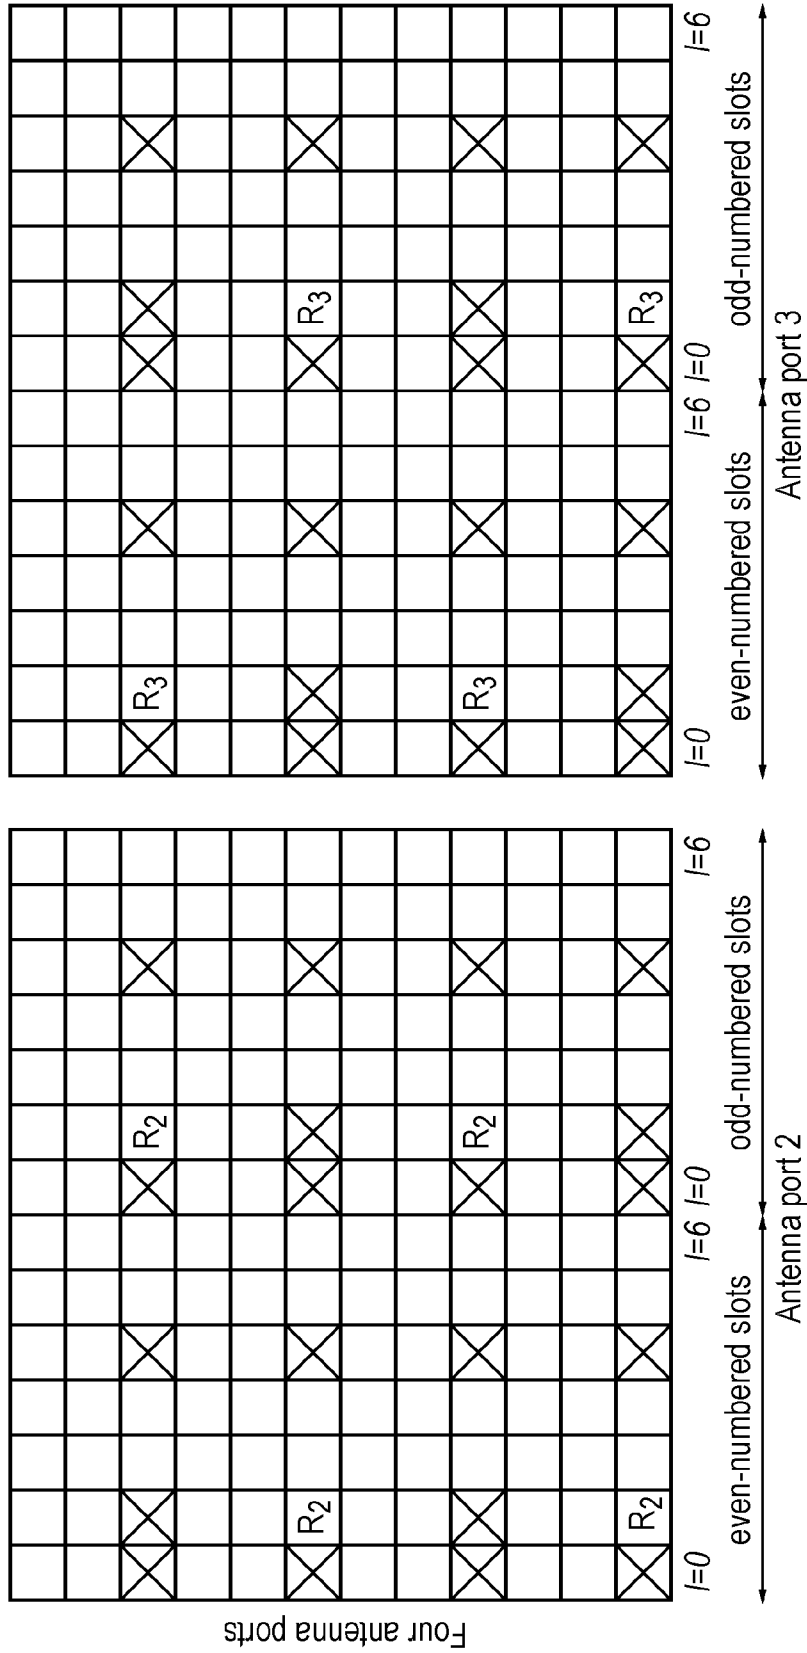 Four antenna ports
R2 R3
R2 R3
R2 R3
R2 R3
l=0 l=6 l=0 l=6 l=0 l=6 l=0 l=6
even-numbered slots odd-numbered slots even-numbered slots odd-numbered slots
Antenna port 2 Antenna port 3